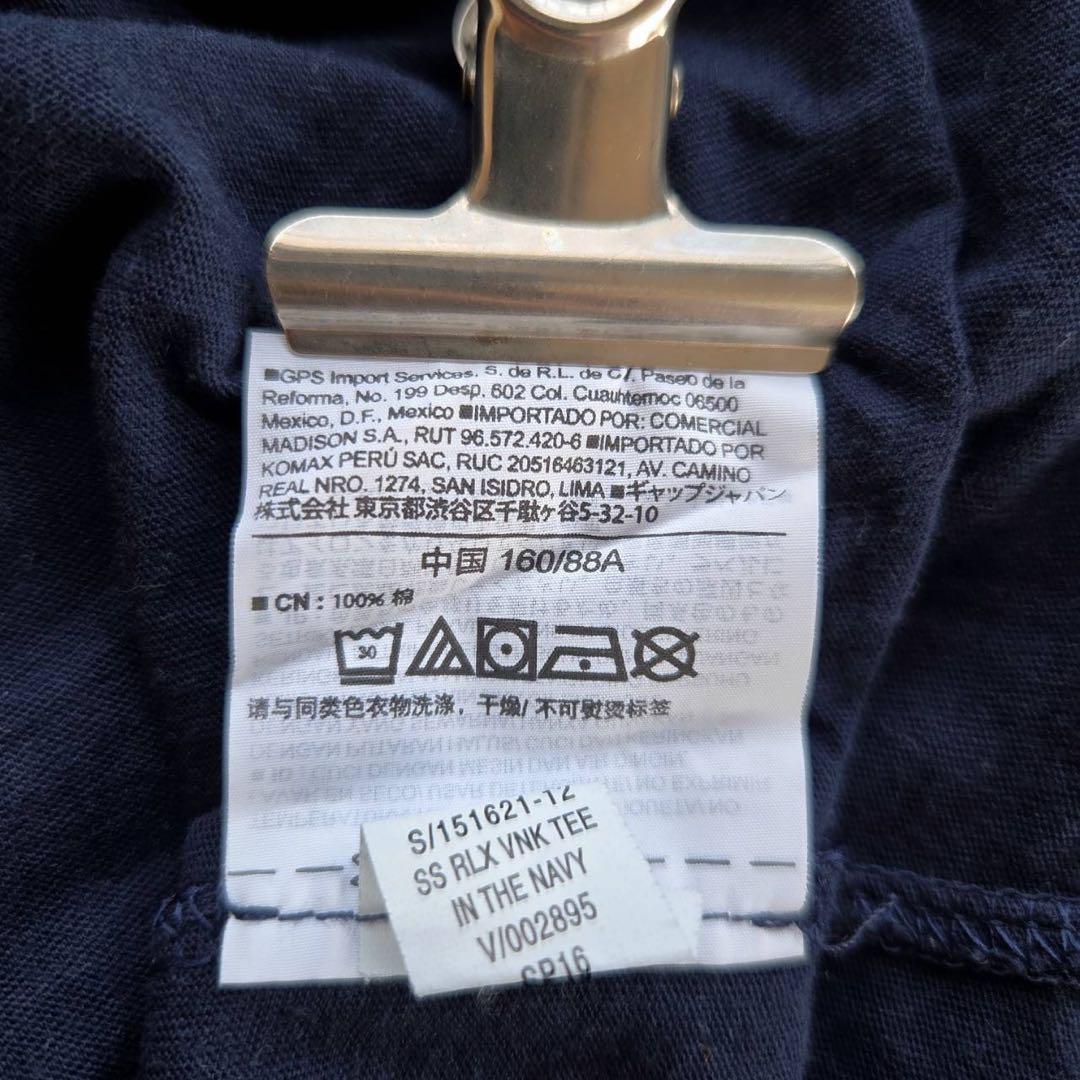 ■GPS Import Services, S. de R.L. de C/. Paseo de la
Reforma, No. 199 Desp. 602 Col. Cuauhtemoc 06500
Mexico, D.F., Mexico ■IMPORTADO POR: COMERCIAL
MADISON S.A., RUT 96.572.420-6 ■IMPORTADO POR
KOMAX PERÚ SAC, RUC 20516463121, AV. CAMINO
REAL NRO. 1274, SAN ISIDRO, LIMA ■ギャップジャパン
株式会社 東京都渋谷区千駄ヶ谷5-32-10
中国 160/88A
■ CN : 100% 棉
30
请与同类色衣物洗涤, 干燥/ 不可熨烫标签
S/151621-12
SS RLX VNK TEE
IN THE NAVY
V/002895
SP16